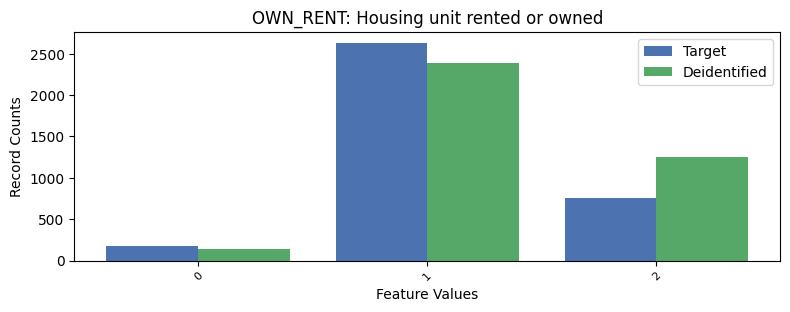 OWN_RENT: Housing unit rented or owned
Target
Deidentified
Record Counts
2500
2000
1500
1000
500
0
0
1
2
Feature Values